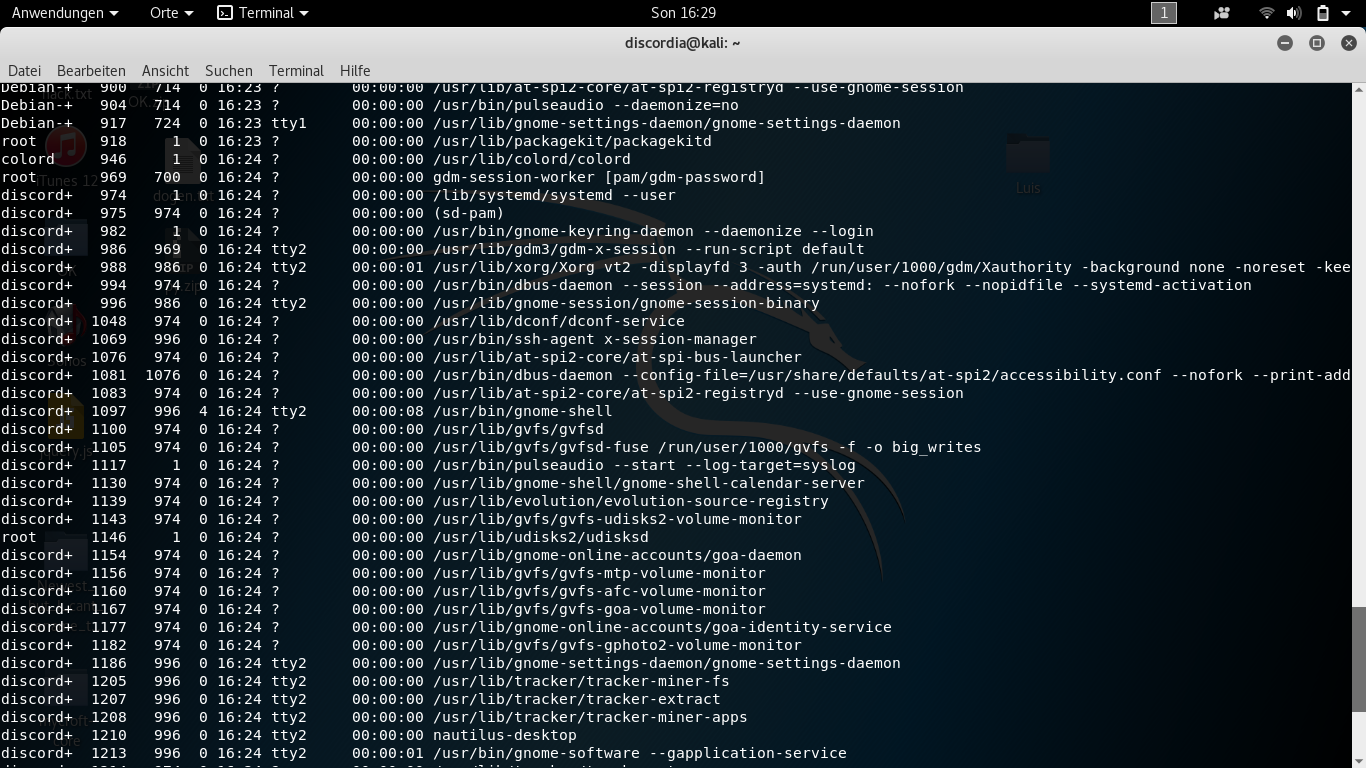 Anwendungen Orte Terminal Son 16:29 1
discordia@kali: ~
Datei Bearbeiten Ansicht Suchen Terminal Hilfe
Debian-+ 900 714 0 16:23 ? 00:00:00 /usr/lib/at-spi2-core/at-spi2-registryd --use-gnome-session
Debian-+ 904 714 0 16:23 ? 00:00:00 /usr/bin/pulseaudio --daemonize=no
Debian-+ 917 724 0 16:23 tty1 00:00:00 /usr/lib/gnome-settings-daemon/gnome-settings-daemon
root 918 1 0 16:23 ? 00:00:00 /usr/lib/packagekit/packagekitd
colord 946 1 0 16:24 ? 00:00:00 /usr/lib/colord/colord
root 969 700 0 16:24 ? 00:00:00 gdm-session-worker [pam/gdm-password]
discord+ 974 1 0 16:24 ? 00:00:00 /lib/systemd/systemd --user
discord+ 975 974 0 16:24 ? 00:00:00 (sd-pam)
discord+ 982 1 0 16:24 ? 00:00:00 /usr/bin/gnome-keyring-daemon --daemonize --login
discord+ 986 969 0 16:24 tty2 00:00:00 /usr/lib/gdm3/gdm-x-session --run-script default
discord+ 988 986 0 16:24 tty2 00:00:01 /usr/lib/xorg/Xorg vt2 -displayfd 3 -auth /run/user/1000/gdm/Xauthority -background none -noreset -kee
discord+ 994 974 0 16:24 ? 00:00:00 /usr/bin/dbus-daemon --session --address=systemd: --nofork --nopidfile --systemd-activation
discord+ 996 986 0 16:24 tty2 00:00:00 /usr/lib/gnome-session/gnome-session-binary
discord+ 1048 974 0 16:24 ? 00:00:00 /usr/lib/dconf/dconf-service
discord+ 1069 996 0 16:24 ? 00:00:00 /usr/bin/ssh-agent x-session-manager
discord+ 1076 974 0 16:24 ? 00:00:00 /usr/lib/at-spi2-core/at-spi-bus-launcher
discord+ 1081 1076 0 16:24 ? 00:00:00 /usr/bin/dbus-daemon --config-file=/usr/share/defaults/at-spi2/accessibility.conf --nofork --print-add
discord+ 1083 974 0 16:24 ? 00:00:00 /usr/lib/at-spi2-core/at-spi2-registryd --use-gnome-session
discord+ 1097 996 4 16:24 tty2 00:00:08 /usr/bin/gnome-shell
discord+ 1100 974 0 16:24 ? 00:00:00 /usr/lib/gvfs/gvfsd
discord+ 1105 974 0 16:24 ? 00:00:00 /usr/lib/gvfs/gvfsd-fuse /run/user/1000/gvfs -f -o big_writes
discord+ 1117 1 0 16:24 ? 00:00:00 /usr/bin/pulseaudio --start --log-target=syslog
discord+ 1130 974 0 16:24 ? 00:00:00 /usr/lib/gnome-shell/gnome-shell-calendar-server
discord+ 1139 974 0 16:24 ? 00:00:00 /usr/lib/evolution/evolution-source-registry
discord+ 1143 974 0 16:24 ? 00:00:00 /usr/lib/gvfs/gvfs-udisks2-volume-monitor
root 1146 1 0 16:24 ? 00:00:00 /usr/lib/udisks2/udisksd
discord+ 1154 974 0 16:24 ? 00:00:00 /usr/lib/gnome-online-accounts/goa-daemon
discord+ 1156 974 0 16:24 ? 00:00:00 /usr/lib/gvfs/gvfs-mtp-volume-monitor
discord+ 1160 974 0 16:24 ? 00:00:00 /usr/lib/gvfs/gvfs-afc-volume-monitor
discord+ 1167 974 0 16:24 ? 00:00:00 /usr/lib/gvfs/gvfs-goa-volume-monitor
discord+ 1177 974 0 16:24 ? 00:00:00 /usr/lib/gnome-online-accounts/goa-identity-service
discord+ 1182 974 0 16:24 ? 00:00:00 /usr/lib/gvfs/gvfs-gphoto2-volume-monitor
discord+ 1186 996 0 16:24 tty2 00:00:00 /usr/lib/gnome-settings-daemon/gnome-settings-daemon
discord+ 1205 996 0 16:24 tty2 00:00:00 /usr/lib/tracker/tracker-miner-fs
discord+ 1207 996 0 16:24 tty2 00:00:00 /usr/lib/tracker/tracker-extract
discord+ 1208 996 0 16:24 tty2 00:00:00 /usr/lib/tracker/tracker-miner-apps
discord+ 1210 996 0 16:24 tty2 00:00:00 nautilus-desktop
discord+ 1213 996 0 16:24 tty2 00:00:01 /usr/bin/gnome-software --gapplication-service
iTunes 12
Luis